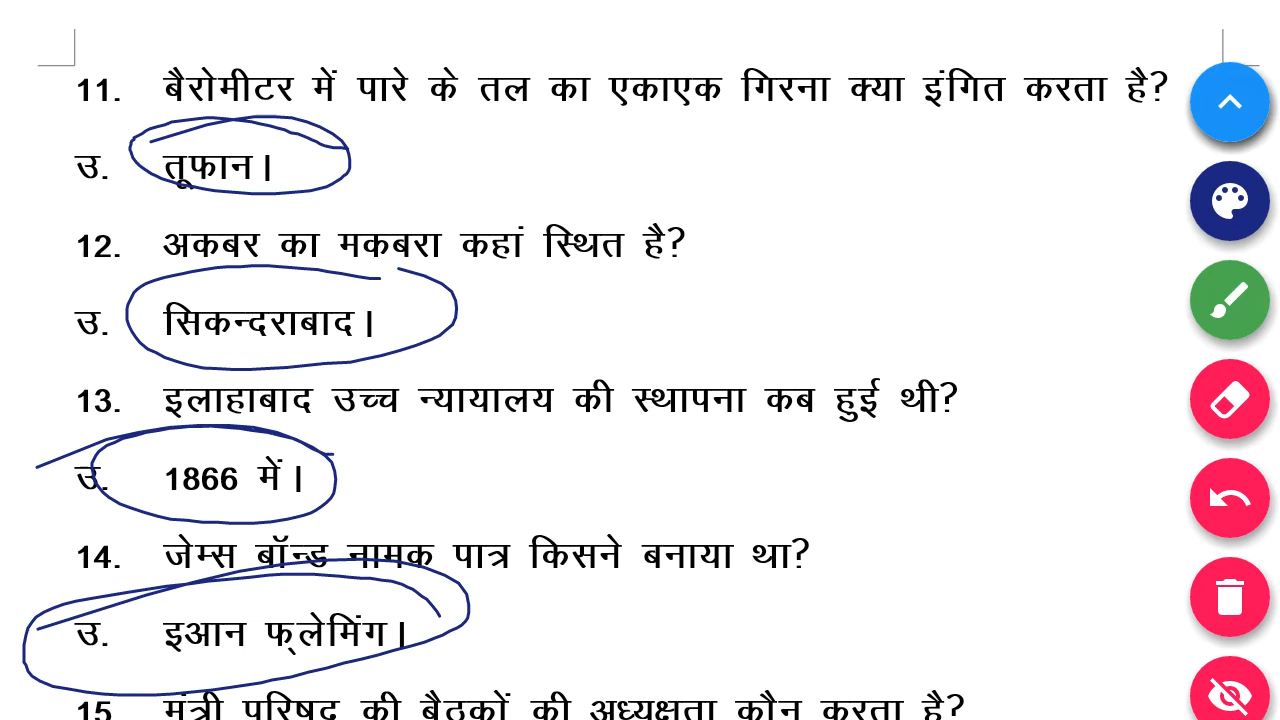 11. बैरोमीटर में पारे के तल का एकाएक गिरना क्या इंगित करता है?
उ. तूफान।
12. अकबर का मकबरा कहां स्थित है?
उ. सिकन्दराबाद।
13. इलाहाबाद उच्च न्यायालय की स्थापना कब हुई थी?
उ. 1866 में।
14. जेम्स बॉन्ड नामक पात्र किसने बनाया था?
उ. इआन फ्लेमिंग।
15 मंत्री परिषद की बैठकों की अध्यक्षता कौन करता है?